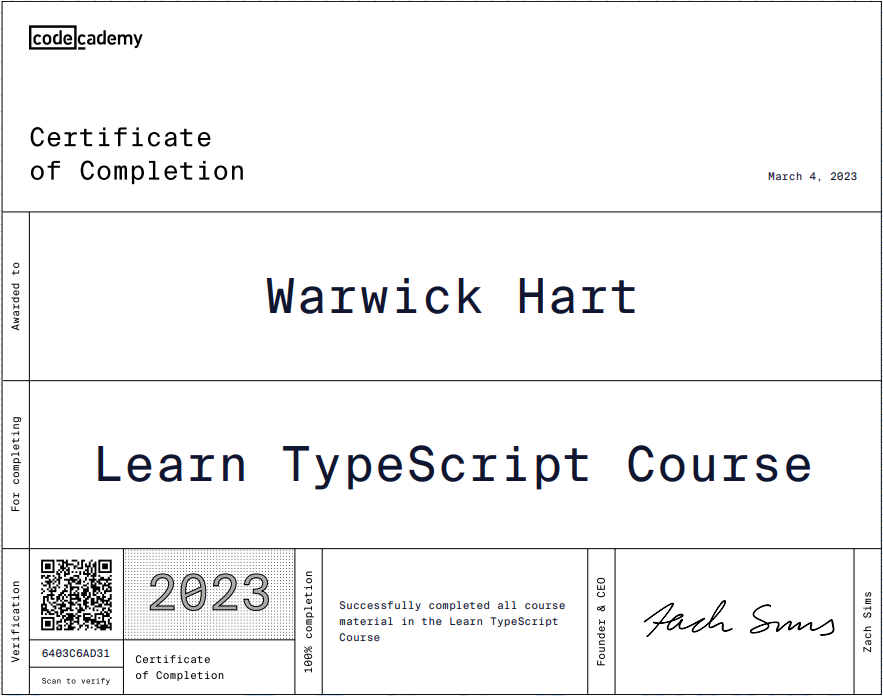 codecademy
Certificate
of Completion
March 4, 2023
Awarded to
Warwick Hart
For completing
Learn TypeScript Course
Verification
6403C6AD31
Scan to verify
2023
Certificate
of Completion
100% completion
Successfully completed all course
material in the Learn TypeScript
Course
Founder & CEO
Zach Sims
Zach Sims